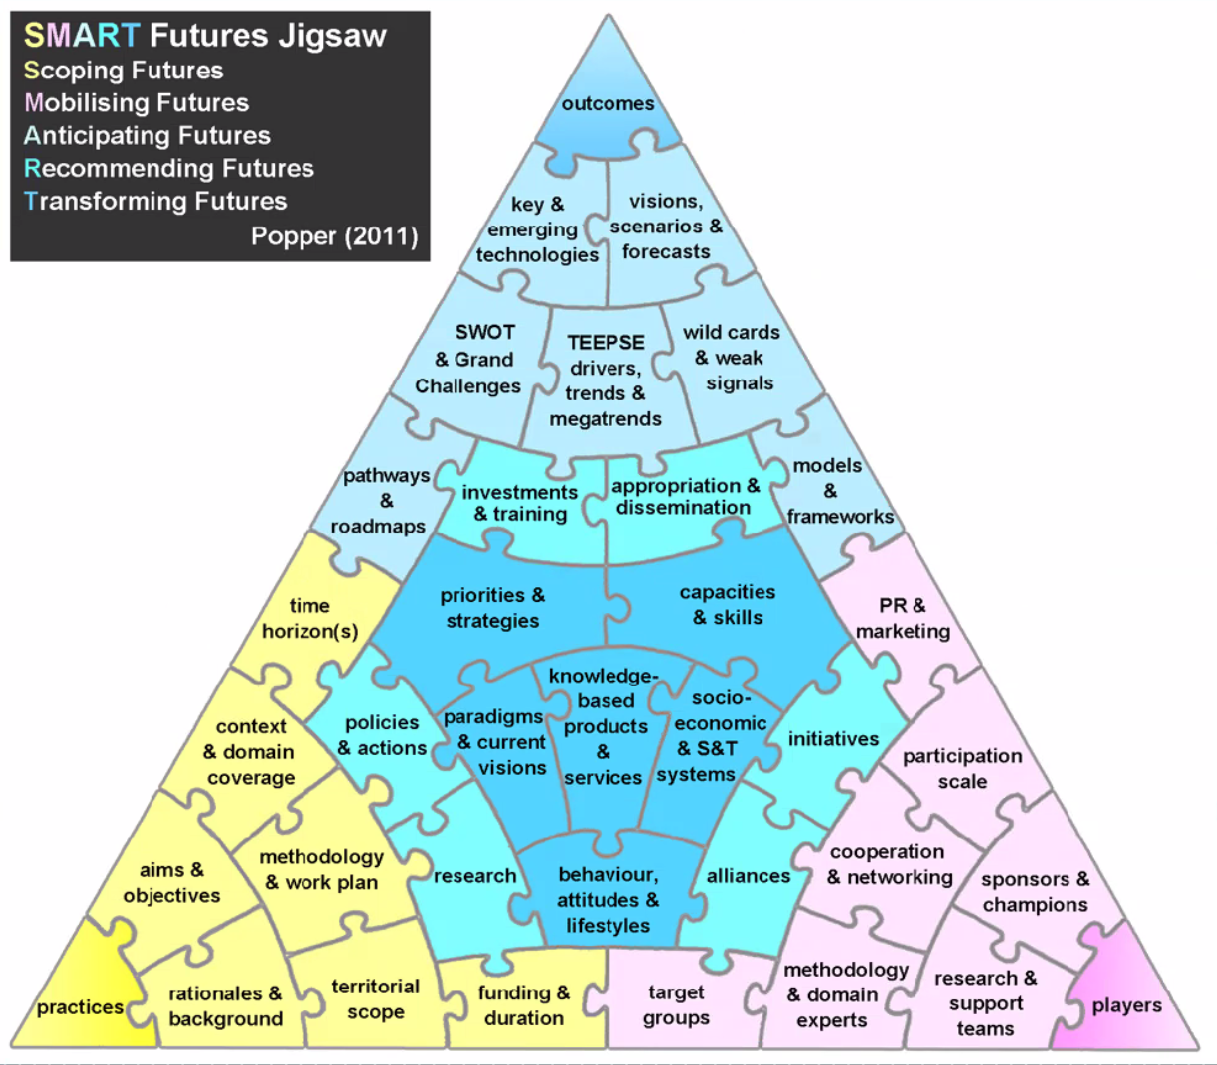 SMART Futures Jigsaw
Scoping Futures
Mobilising Futures
Anticipating Futures
Recommending Futures
Transforming Futures
Popper (2011)
outcomes
key &
emerging
technologies
visions,
scenarios &
forecasts
SWOT
& Grand
Challenges
TEEPSE
drivers,
trends &
megatrends
wild cards
& weak
signals
pathways
&
roadmaps
investments
& training
appropriation &
dissemination
models
&
frameworks
time
horizon(s)
priorities &
strategies
capacities
& skills
PR &
marketing
context
& domain
coverage
policies
& actions
paradigms
& current
visions
knowledge-
based
products
&
services
socio-
economic
& S&T
systems
initiatives
participation
scale
aims &
objectives
methodology
& work plan
research
behaviour,
attitudes &
lifestyles
alliances
cooperation
& networking
sponsors &
champions
practices
rationales &
background
territorial
scope
funding &
duration
target
groups
methodology
& domain
experts
research &
support
teams
players